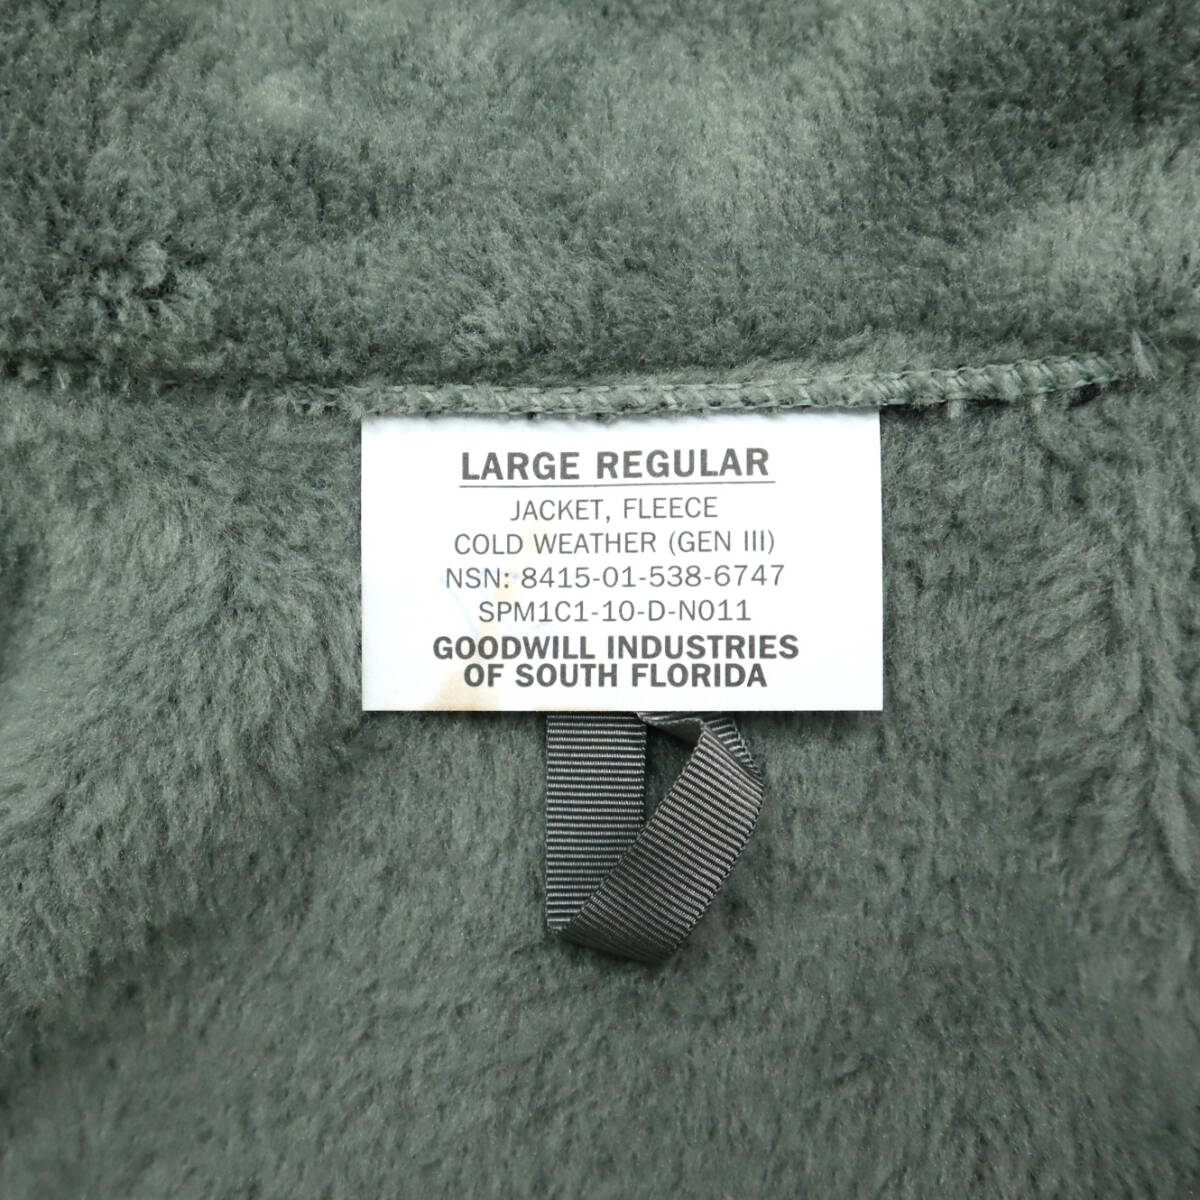 LARGE REGULAR
JACKET, FLEECE
COLD WEATHER (GEN III)
NSN: 8415-01-538-6747
SPM1C1-10-D-N011
GOODWILL INDUSTRIES
OF SOUTH FLORIDA